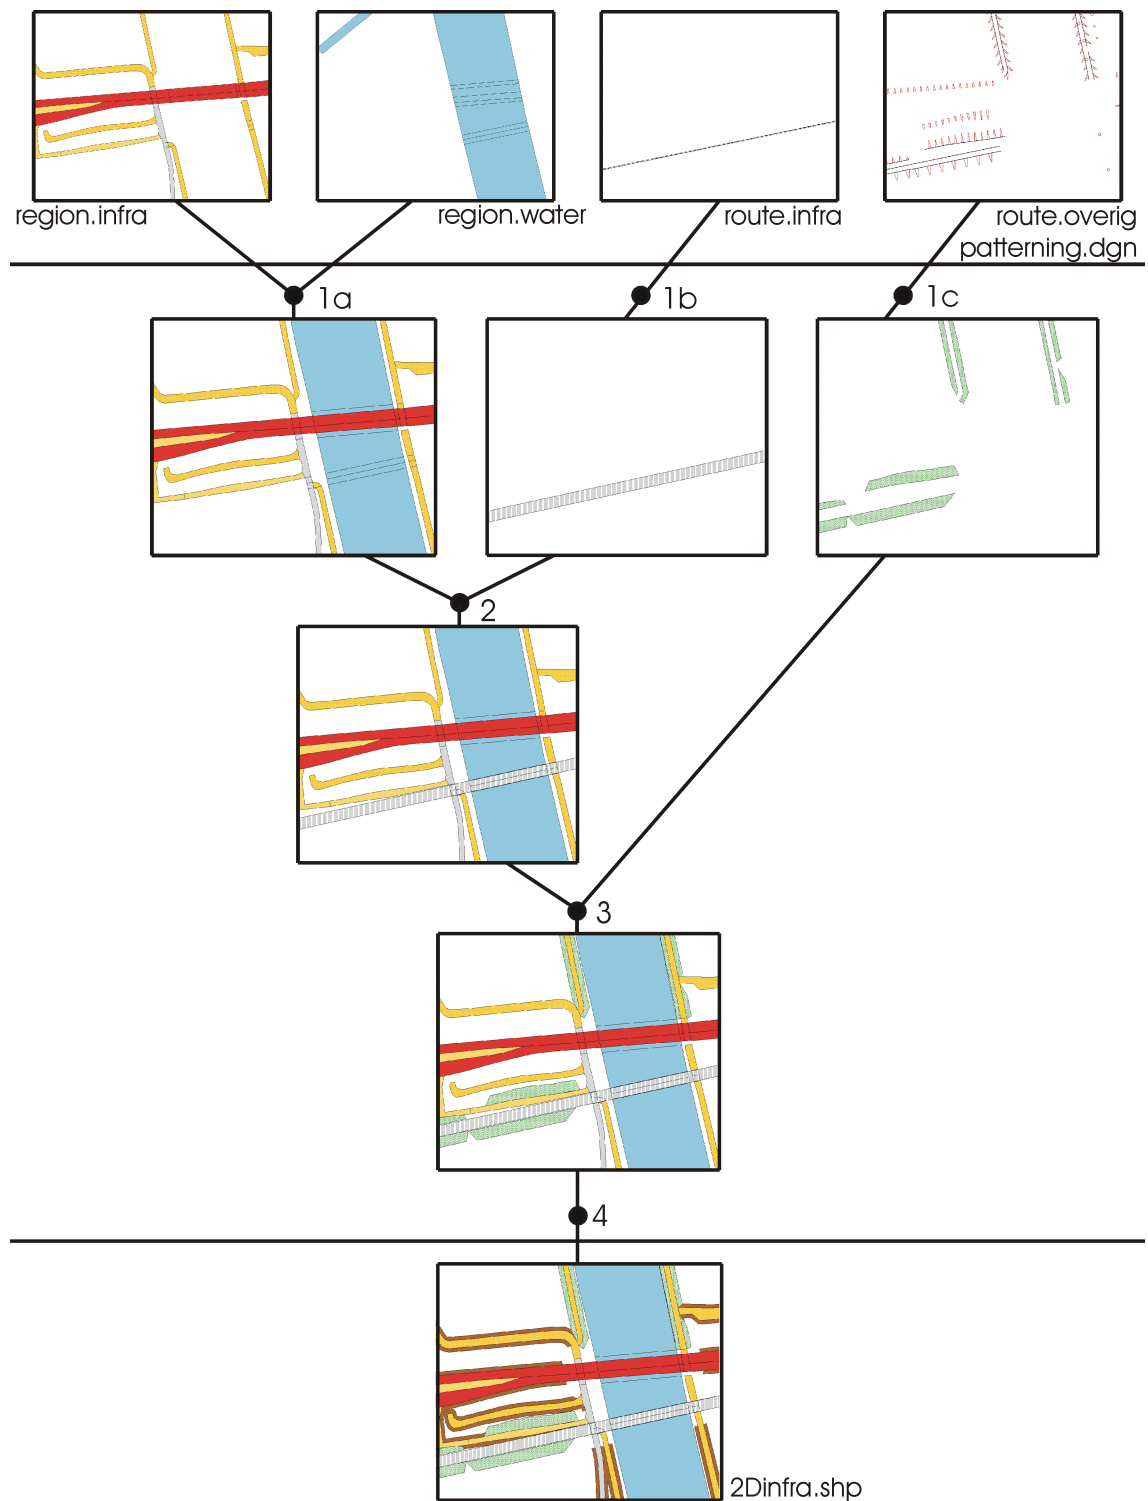 region.infra
region.water
route.infra
route.overig
patterning.dgn
1a
1b
1c
2
3
4
2Dinfra.shp